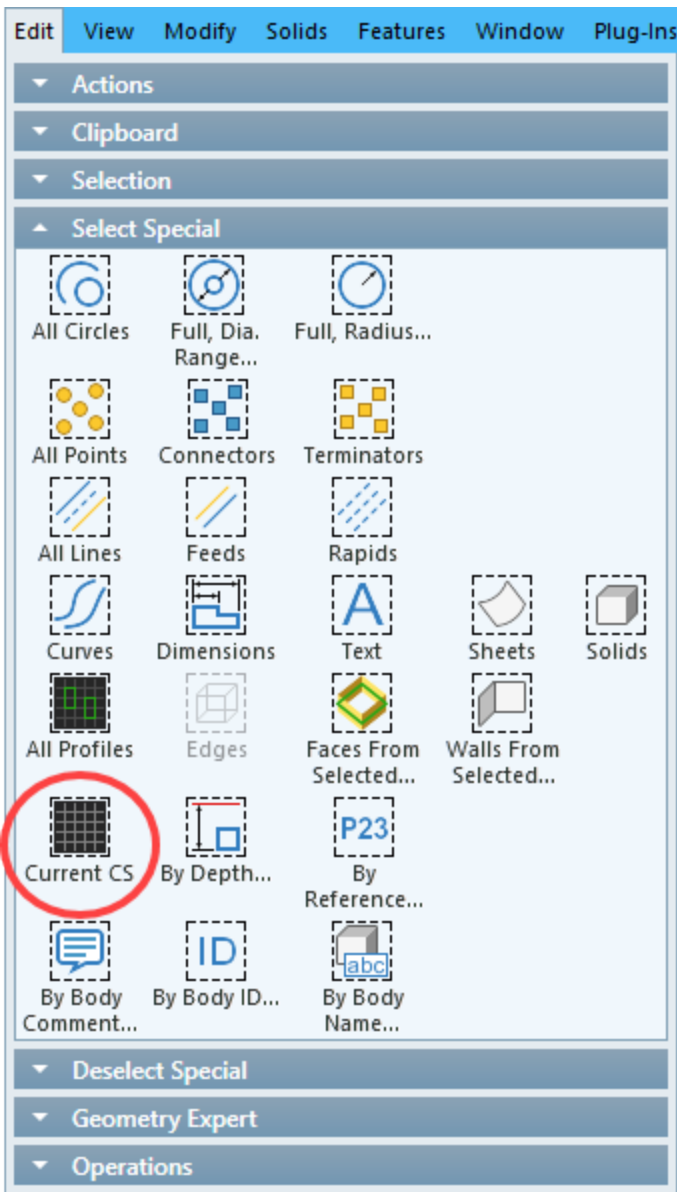 Edit View Modify Solids Features Window Plug-Ins
Actions
Clipboard
Selection
Select Special
All Circles Full, Dia. Full, Radius...
Range...
All Points Connectors Terminators
All Lines Feeds Rapids
A
Curves Dimensions Text Sheets Solids
All Profiles Edges Faces From Walls From
Selected... Selected...
P23
Current CS By Depth... By
Reference...
ID abc
By Body By Body ID... By Body
Comment... Name...
Deselect Special
Geometry Expert
Operations